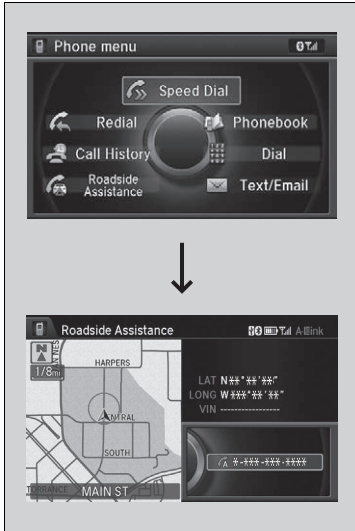 Phone menu
Speed Dial
Redial
Phonebook
Call History
Dial
Roadside
Assistance
Text/Email
Roadside Assistance
N
1/8mi
HARPERS
CENTRAL
SOUTH
TORRANCE
MAIN ST
LAT N**°**'**"
LONG W***°**'**"
VIN -----------------
*-***-***-****